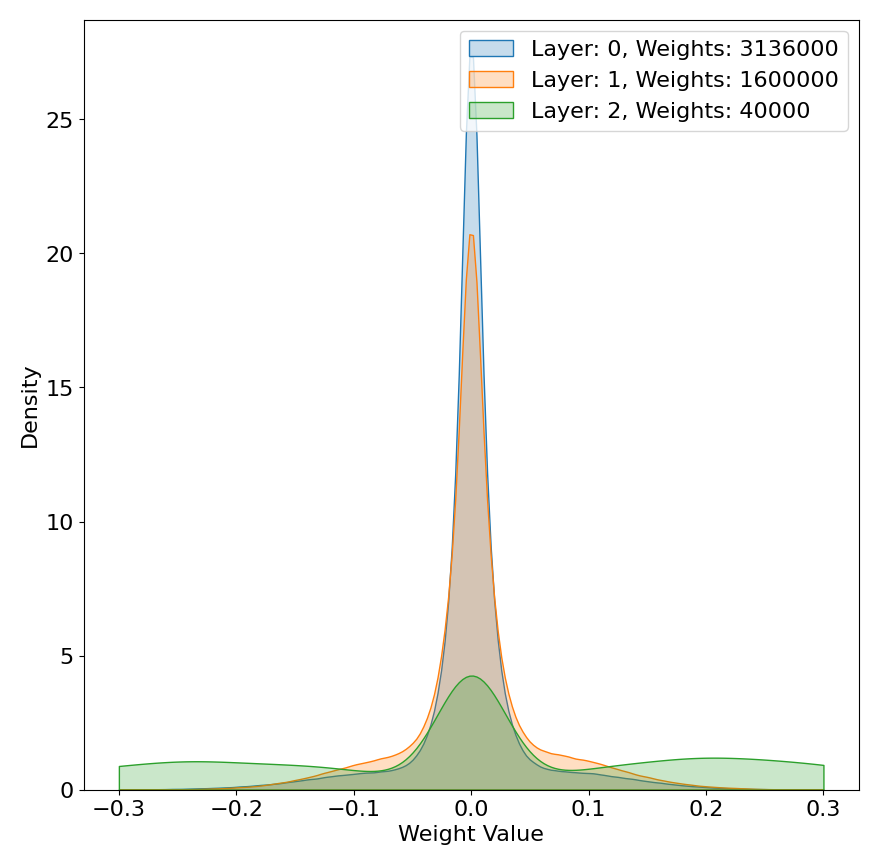 Layer: 0, Weights: 3136000
Layer: 1, Weights: 1600000
Layer: 2, Weights: 40000
Density
25
20
15
10
5
0
−0.3 −0.2 −0.1 0.0 0.1 0.2 0.3
Weight Value